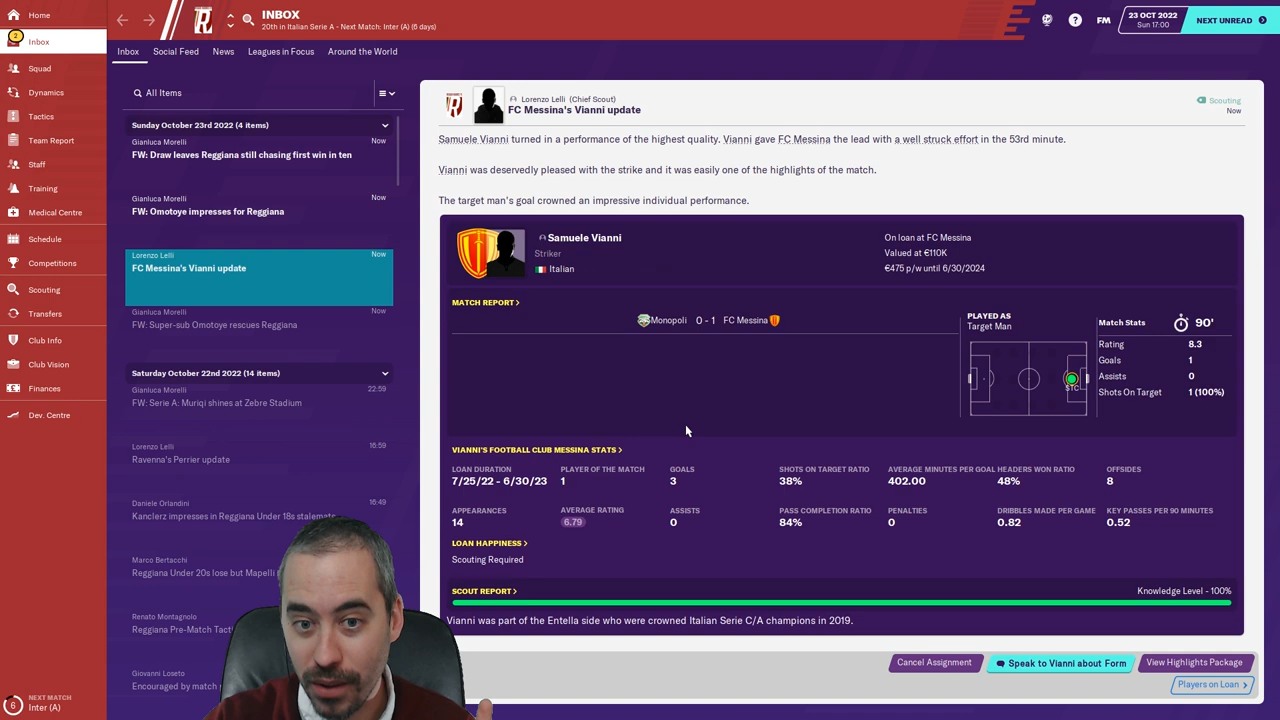 Home
2
Inbox
Squad
Dynamics
Tactics
Team Report
Staff
Training
Medical Centre
Schedule
Competitions
Scouting
Transfers
Club Info
Club Vision
Finances
Dev. Centre
6
NEXT MATCH
Inter (A)
INBOX
20th in Italian Serie A - Next Match: Inter (A) (6 days)
?
FM
23 OCT 2022
Sun 17:00
NEXT UNREAD
Inbox
Social Feed
News
Leagues in Focus
Around the World
All Items
Sunday October 23rd 2022 (4 items)
Gianluca Morelli Now
FW: Draw leaves Reggiana still chasing first win in ten
Gianluca Morelli Now
FW: Omotoye impresses for Reggiana
Lorenzo Lelli Now
FC Messina's Vianni update
Gianluca Morelli Now
FW: Super-sub Omotoye rescues Reggiana
Saturday October 22nd 2022 (14 items)
Gianluca Morelli 22:59
FW: Serie A: Muriqi shines at Zebre Stadium
Lorenzo Lelli 16:59
Ravenna's Perrier update
Daniele Orlandini 16:49
Kanclerz impresses in Reggiana Under 18s stalemate
Marco Bertacchi
Reggiana Under 20s lose but Mapelli
Renato Montagnolo
Reggiana Pre-Match Tacti
Giovanni Loseto
Encouraged by match
Lorenzo Lelli (Chief Scout)
FC Messina's Vianni update
Scouting
Now
Samuele Vianni turned in a performance of the highest quality. Vianni gave FC Messina the lead with a well struck effort in the 53rd minute.
Vianni was deservedly pleased with the strike and it was easily one of the highlights of the match.
The target man's goal crowned an impressive individual performance.
Samuele Vianni
Striker
Italian
On loan at FC Messina
Valued at €110K
€475 p/w until 6/30/2024
MATCH REPORT >
Monopoli 0 - 1 FC Messina
PLAYED AS
Target Man
STC
Match Stats 90'
Rating 8.3
Goals 1
Assists 0
Shots On Target 1 (100%)
VIANNI'S FOOTBALL CLUB MESSINA STATS >
LOAN DURATION PLAYER OF THE MATCH GOALS SHOTS ON TARGET RATIO AVERAGE MINUTES PER GOAL HEADERS WON RATIO OFFSIDES
7/25/22 - 6/30/23 1 3 38% 402.00 48% 8
APPEARANCES AVERAGE RATING ASSISTS PASS COMPLETION RATIO PENALTIES DRIBBLES MADE PER GAME KEY PASSES PER 90 MINUTES
14 6.79 0 84% 0 0.82 0.52
LOAN HAPPINESS >
Scouting Required
SCOUT REPORT > Knowledge Level - 100%
Vianni was part of the Entella side who were crowned Italian Serie C/A champions in 2019.
Cancel Assignment
Speak to Vianni about Form
View Highlights Package
Players on Loan >